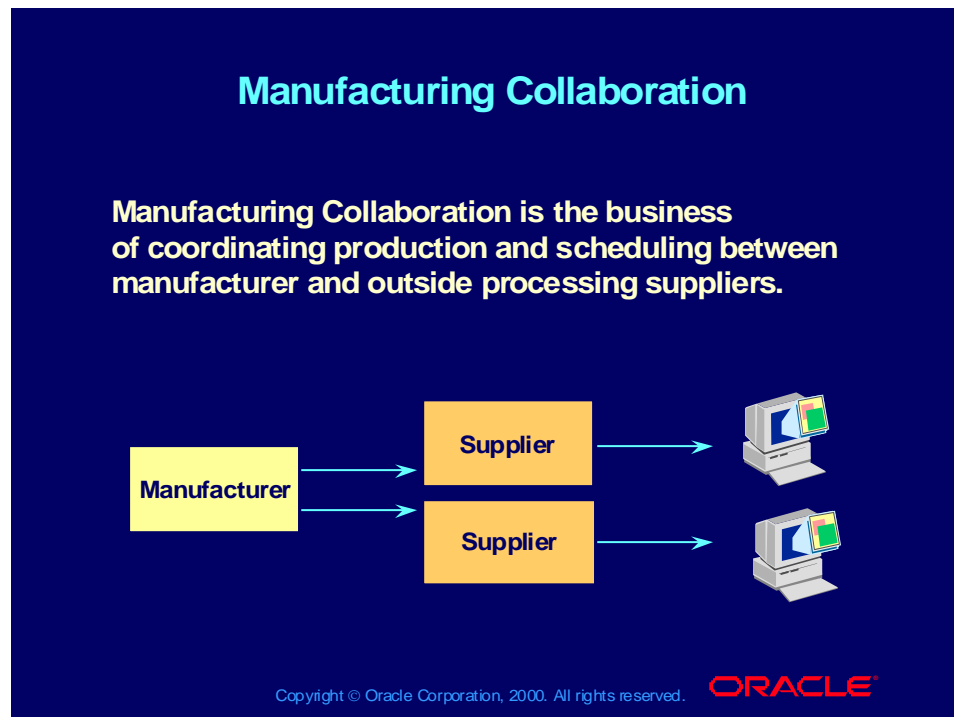 Manufacturing Collaboration
Manufacturing Collaboration is the business
of coordinating production and scheduling between
manufacturer and outside processing suppliers.
Supplier
Manufacturer
Supplier
Copyright © Oracle Corporation, 2000. All rights reserved.
ORACLE®